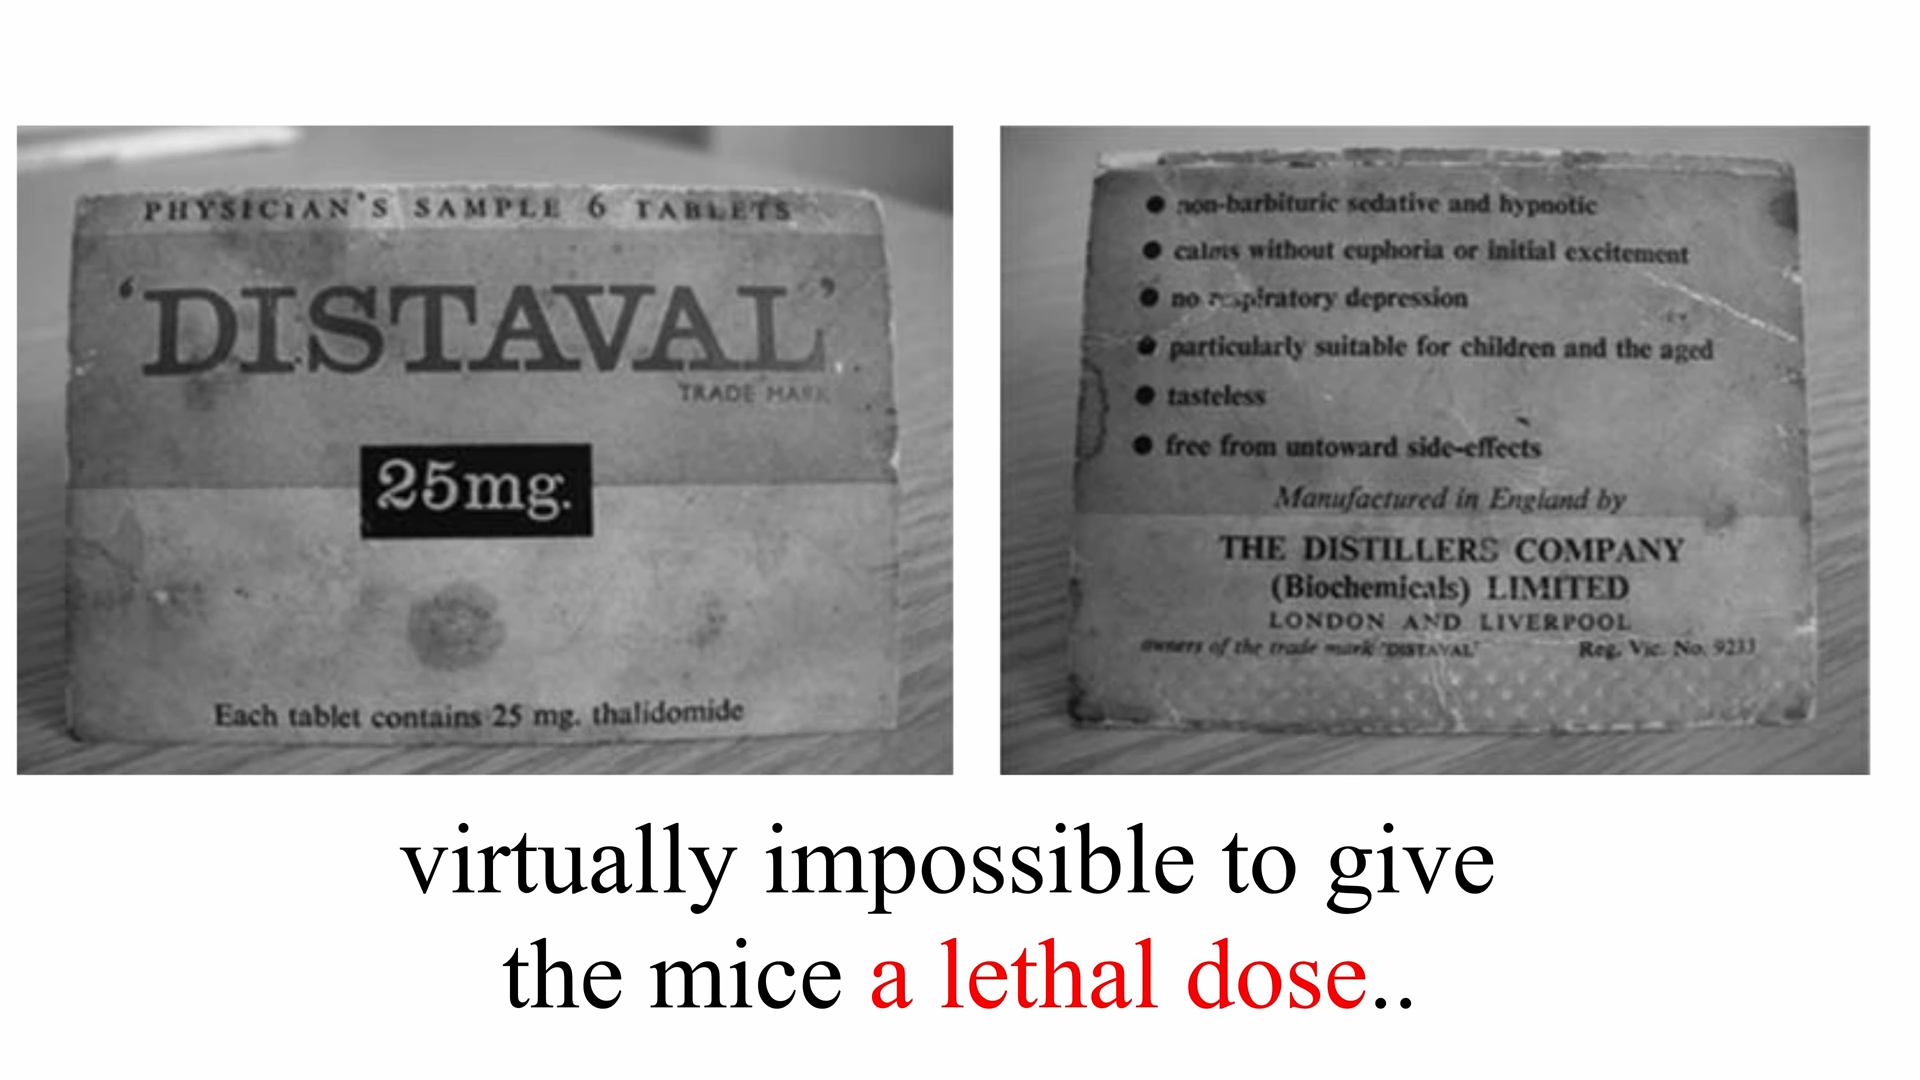 PHYSICIAN'S SAMPLE 6 TABLETS
'DISTAVAL'
TRADE MARK
25mg.
Each tablet contains 25 mg. thalidomide
● non-barbituric sedative and hypnotic
● calms without euphoria or initial excitement
● no respiratory depression
● particularly suitable for children and the aged
● tasteless
● free from untoward side-effects
Manufactured in England by
THE DISTILLERS COMPANY
(Biochemicals) LIMITED
LONDON AND LIVERPOOL
owners of the trade mark 'DISTAVAL' Reg. Vic. No. 9233
virtually impossible to give
the mice a lethal dose..